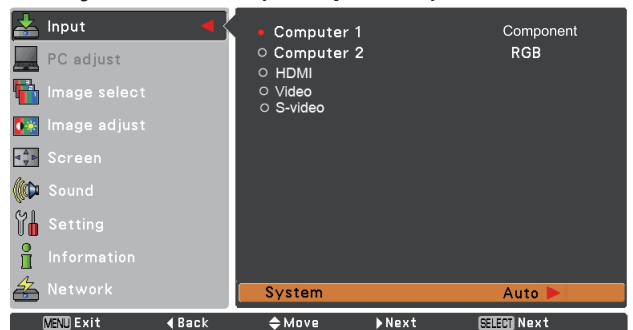 Input
PC adjust
Image select
Image adjust
Screen
Sound
Setting
Information
Network
Computer 1 Component
Computer 2 RGB
HDMI
Video
S-video
System Auto
MENU Exit Back Move Next SELECT Next